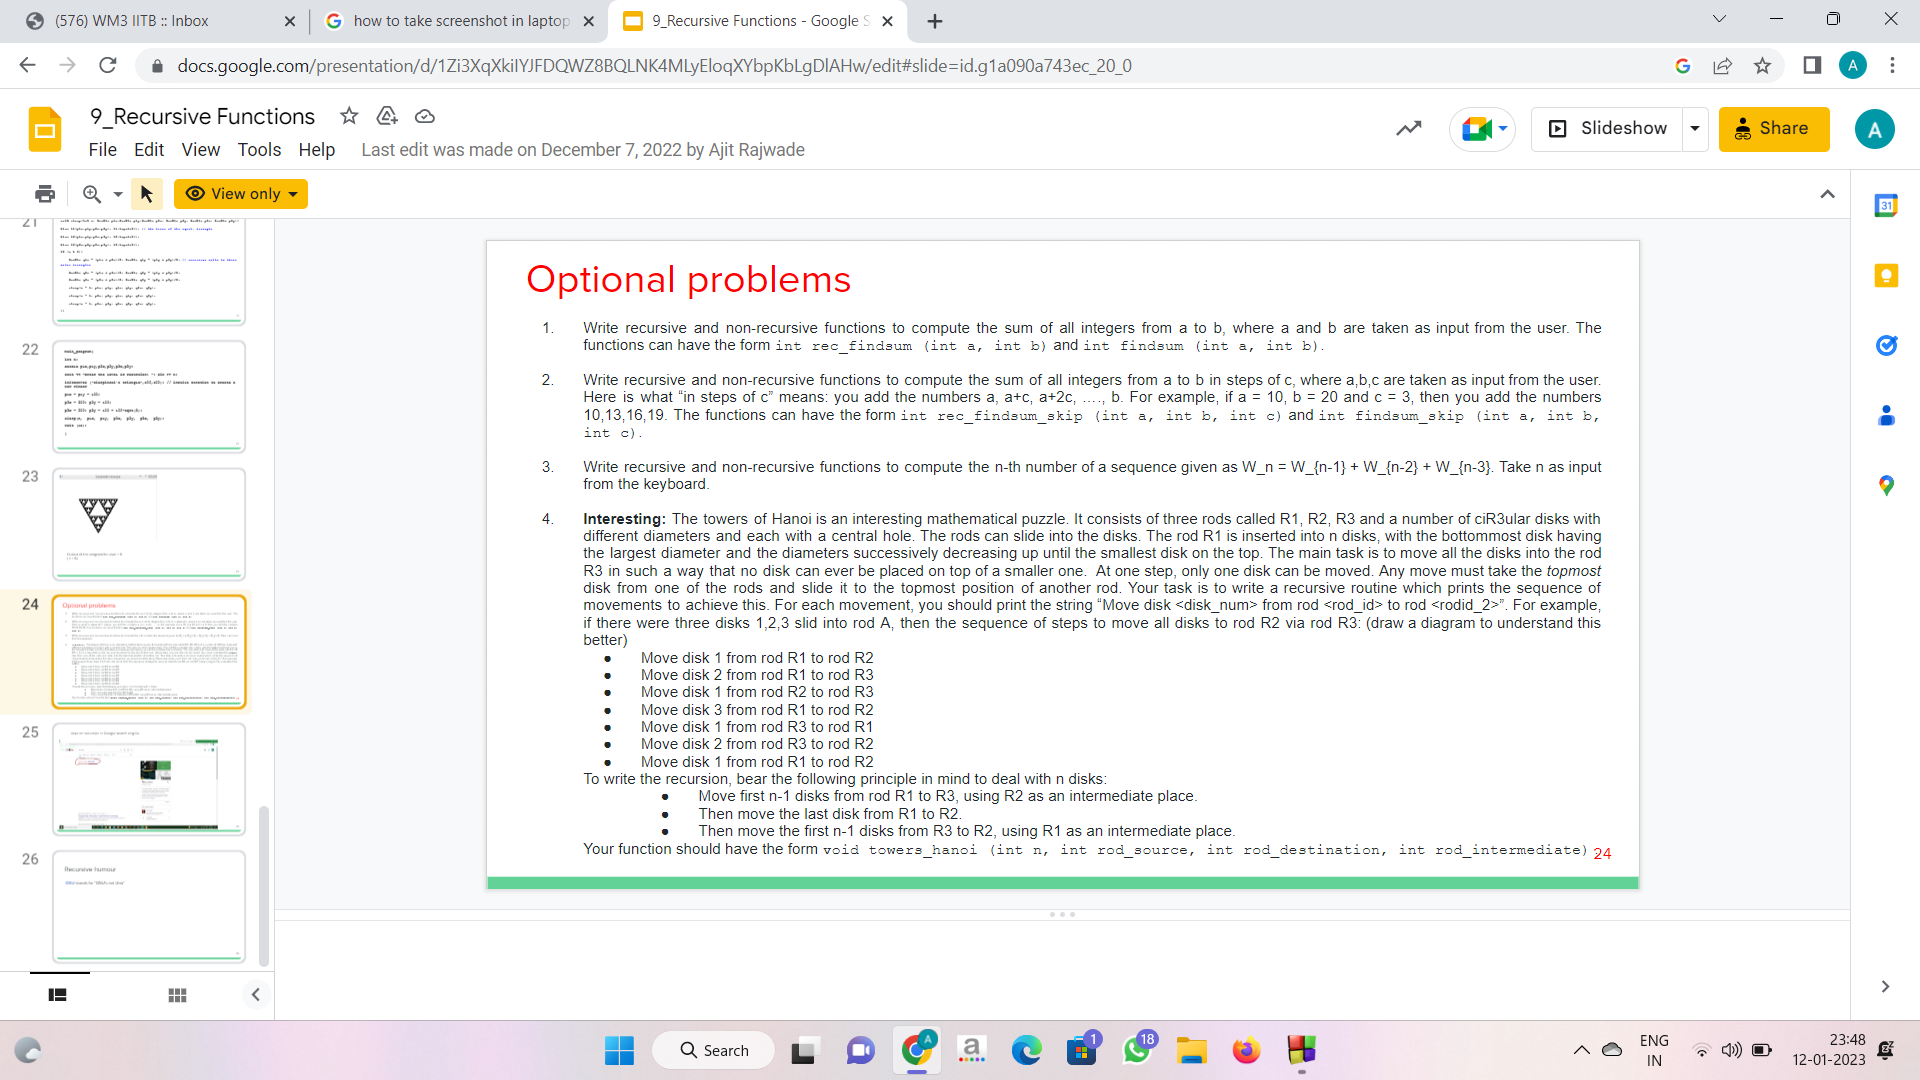 (576) WM3 IITB :: Inbox
how to take screenshot in laptop
9_Recursive Functions - Google S
docs.google.com/presentation/d/1Zi3XqXkiIYJFDQWZ8BQLNK4MLyEloqXYbpKbLgDlAHw/edit#slide=id.g1a090a743ec_20_0
A
9_Recursive Functions
File Edit View Tools Help Last edit was made on December 7, 2022 by Ajit Rajwade
Slideshow
Share
A
View only
31
21
22
23
24
Optional problems
25
26
Recursive humour
Optional problems
1. Write recursive and non-recursive functions to compute the sum of all integers from a to b, where a and b are taken as input from the user. The
functions can have the form int rec_findsum (int a, int b) and int findsum (int a, int b).
2. Write recursive and non-recursive functions to compute the sum of all integers from a to b in steps of c, where a,b,c are taken as input from the user.
Here is what “in steps of c” means: you add the numbers a, a+c, a+2c, …., b. For example, if a = 10, b = 20 and c = 3, then you add the numbers
10,13,16,19. The functions can have the form int rec_findsum_skip (int a, int b, int c) and int findsum_skip (int a, int b,
int c).
3. Write recursive and non-recursive functions to compute the n-th number of a sequence given as W_n = W_{n-1} + W_{n-2} + W_{n-3}. Take n as input
from the keyboard.
4. Interesting: The towers of Hanoi is an interesting mathematical puzzle. It consists of three rods called R1, R2, R3 and a number of ciR3ular disks with
different diameters and each with a central hole. The rods can slide into the disks. The rod R1 is inserted into n disks, with the bottommost disk having
the largest diameter and the diameters successively decreasing up until the smallest disk on the top. The main task is to move all the disks into the rod
R3 in such a way that no disk can ever be placed on top of a smaller one. At one step, only one disk can be moved. Any move must take the topmost
disk from one of the rods and slide it to the topmost position of another rod. Your task is to write a recursive routine which prints the sequence of
movements to achieve this. For each movement, you should print the string “Move disk <disk_num> from rod <rod_id> to rod <rodid_2>”. For example,
if there were three disks 1,2,3 slid into rod A, then the sequence of steps to move all disks to rod R2 via rod R3: (draw a diagram to understand this
better)
● Move disk 1 from rod R1 to rod R2
● Move disk 2 from rod R1 to rod R3
● Move disk 1 from rod R2 to rod R3
● Move disk 3 from rod R1 to rod R2
● Move disk 1 from rod R3 to rod R1
● Move disk 2 from rod R3 to rod R2
● Move disk 1 from rod R1 to rod R2
To write the recursion, bear the following principle in mind to deal with n disks:
● Move first n-1 disks from rod R1 to R3, using R2 as an intermediate place.
● Then move the last disk from R1 to R2.
● Then move the first n-1 disks from R3 to R2, using R1 as an intermediate place.
Your function should have the form void towers_hanoi (int n, int rod_source, int rod_destination, int rod_intermediate)
24
Search
A
a
1
18
ENG
IN
23:48
12-01-2023